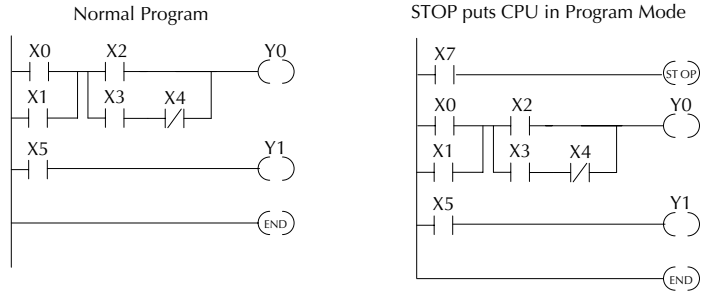 Normal Program
X0 X2 Y0
X1 X3 X4
X5 Y1
END
STOP puts CPU in Program Mode
X7
STOP
X0 X2 Y0
X1 X3 X4
X5 Y1
END